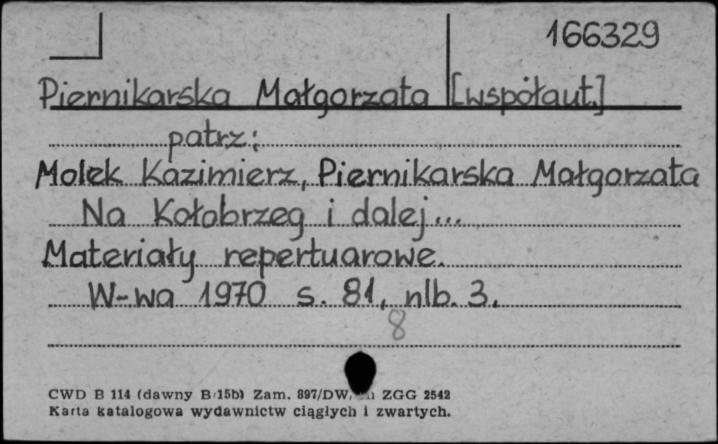 166329
Piernikarska Małgorzata [współaut.]
patrz:
Molek Kazimierz, Piernikarska Małgorzata
Na Kołobrzeg i dalej...
Materiały repertuarowe.
W-wa 1970 s. 81, nlb. 3.
8
CWD B 114 (dawny B/15b) Zam. 897/DW, ZGG 2542
Karta katalogowa wydawnictw ciągłych i zwartych.